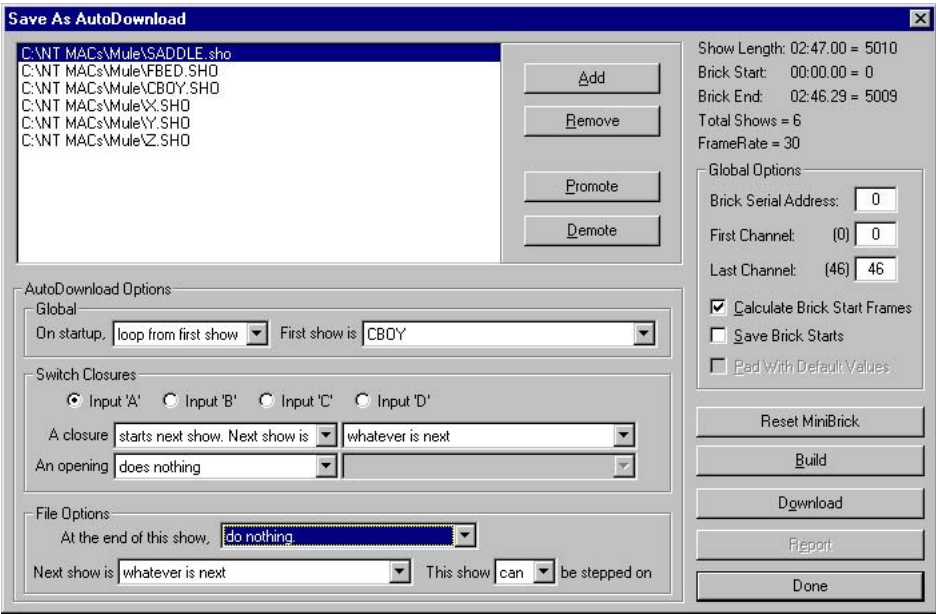 Save As AutoDownload
C:\NT MACs\Mule\SADDLE.sho
C:\NT MACs\Mule\FBED.SHO
C:\NT MACs\Mule\CBOY.SHO
C:\NT MACs\Mule\X.SHO
C:\NT MACs\Mule\Y.SHO
C:\NT MACs\Mule\Z.SHO
Add
Remove
Promote
Demote
Show Length: 02:47.00 = 5010
Brick Start: 00:00.00 = 0
Brick End: 02:46.29 = 5009
Total Shows = 6
FrameRate = 30
Global Options
Brick Serial Address: 0
First Channel: (0) 0
Last Channel: (46) 46
Calculate Brick Start Frames
Save Brick Starts
Pad With Default Values
AutoDownload Options
Global
On startup, loop from first show First show is CBOY
Switch Closures
Input 'A' Input 'B' Input 'C' Input 'D'
A closure starts next show. Next show is whatever is next
An opening does nothing
File Options
At the end of this show, do nothing.
Next show is whatever is next This show can be stepped on
Reset MiniBrick
Build
Download
Report
Done